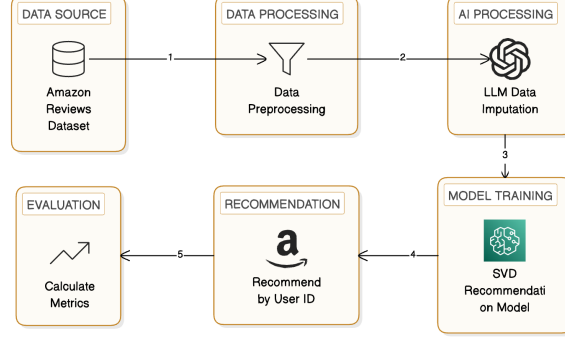 DATA SOURCE
DATA PROCESSING
AI PROCESSING
1
2
Amazon
Reviews
Dataset
Data
Preprocessing
LLM Data
Imputation
3
EVALUATION
RECOMMENDATION
MODEL TRAINING
5
a
4
Calculate
Metrics
Recommend
by User ID
SVD
Recommendati
on Model